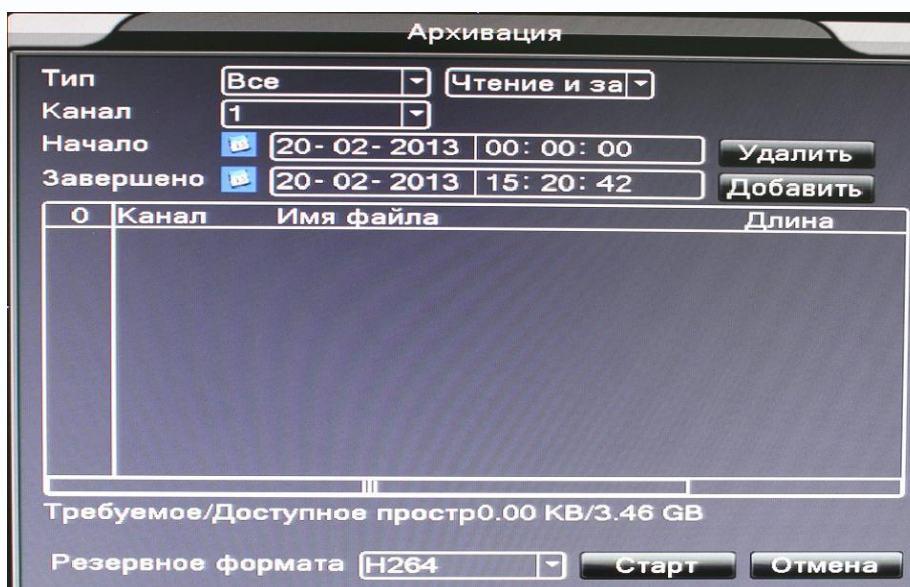 Архивация
Тип Все Чтение и за
Канал 1
Начало 20-02-2013 00:00:00 Удалить
Завершено 20-02-2013 15:20:42 Добавить
0 Канал Имя файла Длина
Требуемое/Доступное простр0.00 KB/3.46 GB
Резервное формата H264 Старт Отмена